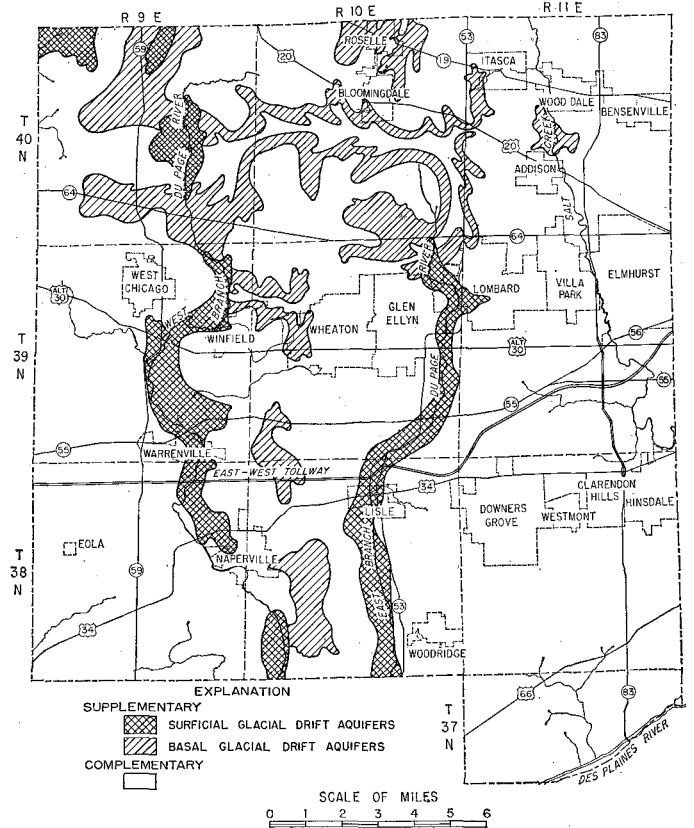 R 9 E
R 10 E
R 11 E
59
20
ROSELLE
53
19
ITASCA
83
BLOOMINGDALE
WOOD DALE
BENSENVILLE
T
40
N
DU PAGE
RIVER
20
ADDISON
CREEK
SALT
64
64
WEST
CHICAGO
ALT
30
WEST
BRANCH
RIVER
LOMBARD
VILLA
PARK
ELMHURST
GLEN
ELLYN
WHEATON
WINFIELD
56
T
39
N
ALT
30
DU PAGE
55
55
55
WARRENVILLE
EAST-WEST TOLLWAY
34
LISLE
CLARENDON
HILLS
HINSDALE
DOWNERS
GROVE
WESTMONT
T
38
N
EOLA
NAPERVILLE
EAST
BRANCH
59
53
34
WOODRIDGE
66
83
T
37
N
DES PLAINES RIVER
EXPLANATION
SUPPLEMENTARY
SURFICIAL GLACIAL DRIFT AQUIFERS
BASAL GLACIAL DRIFT AQUIFERS
COMPLEMENTARY
SCALE OF MILES
0 1 2 3 4 5 6